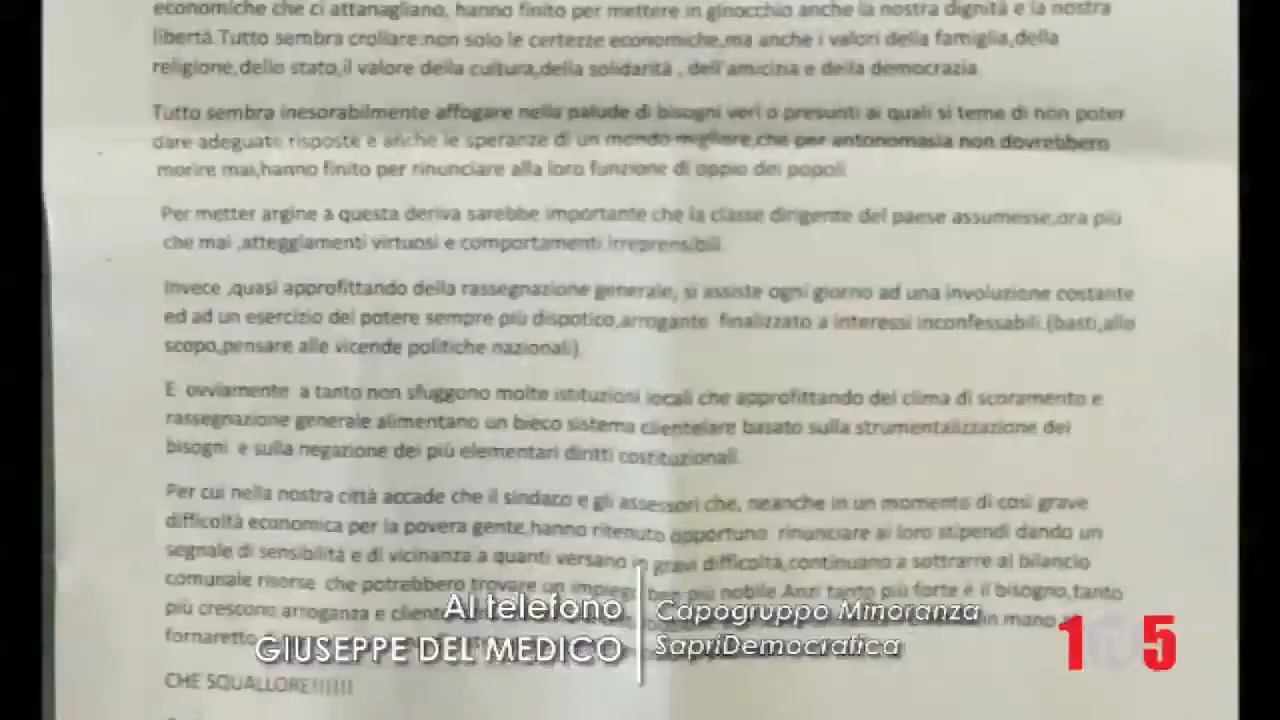 economiche che ci attanagliano, hanno finito per mettere in ginocchio anche la nostra dignità e la nostra
libertà.Tutto sembra crollare:non solo le certezze economiche,ma anche i valori della famiglia,della
religione,dello stato,il valore della cultura,della solidarità , dell'amicizia e della democrazia.
Tutto sembra inesorabilmente affogare nella palude di bisogni veri o presunti ai quali si teme di non poter
dare adeguate risposte e anche le speranze di un mondo migliore,che per antonomasia non dovrebbero
morire mai,hanno finito per rinunciare alla loro funzione di oppio dei popoli.
Per metter argine a questa deriva sarebbe importante che la classe dirigente del paese assumesse,ora più
che mai ,atteggiamenti virtuosi e comportamenti irreprensibili.
Invece ,quasi approfittando della rassegnazione generale, si assiste ogni giorno ad una involuzione costante
ed ad un esercizio del potere sempre più dispotico,arrogante finalizzato a interessi inconfessabili.(basti,allo
scopo,pensare alle vicende politiche nazionali).
E ovviamente a tanto non sfuggono molte istituzioni locali che approfittando del clima di scoramento e
rassegnazione generale alimentano un bieco sistema clientelare basato sulla strumentalizzazione dei
bisogni e sulla negazione dei più elementari diritti costituzionali.
Per cui nella nostra città accade che il sindaco e gli assessori che, neanche in un momento di così grave
difficoltà economica per la povera gente,hanno ritenuto opportuno rinunciare ai loro stipendi dando un
segnale di sensibilità e di vicinanza a quanti versano in gravi difficoltà,continuano a sottrarre al bilancio
comunale risorse che potrebbero trovare un impiego ben più nobile.Anzi tanto più forte è il bisogno,tanto
più crescono arroganza e in mano
fornaretto
CHE SQUALLORE!!!!!!
Al telefono
GIUSEPPE DEL MEDICO
Capogruppo Minoranza
SapriDemocratica
1 5